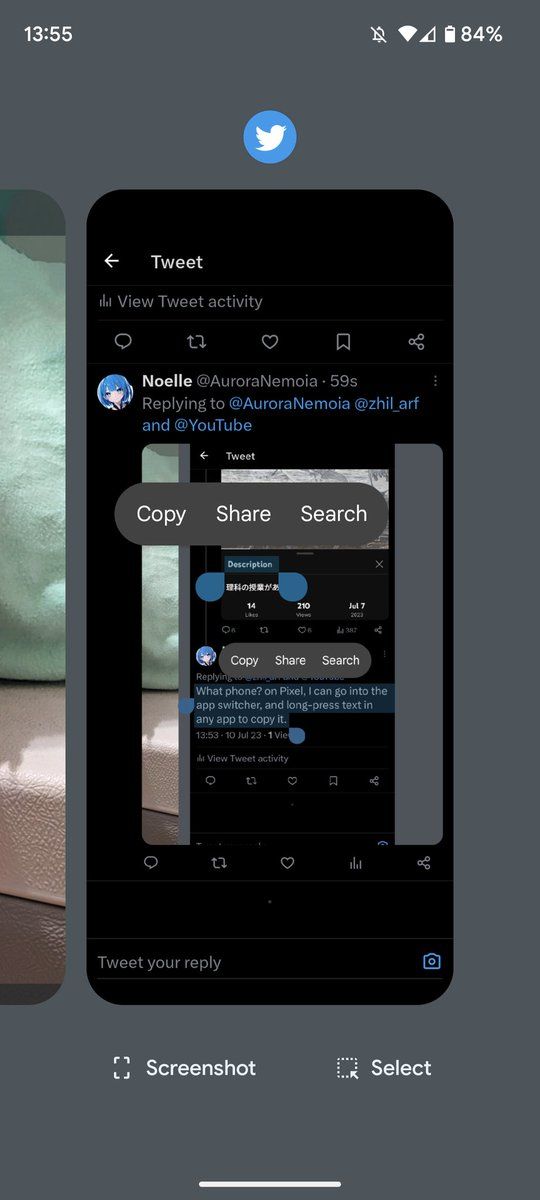 13:55
84%
Tweet
View Tweet activity
Noelle @AuroraNemoia · 59s
Replying to @AuroraNemoia @zhil_arf
and @YouTube
Tweet
Copy Share Search
Description
理科の授業があ
14 210 Jul 7
Likes Views 2023
6 6 387
Copy Share Search
Replying to @zhil_arf and @YouTube
What phone? on Pixel, I can go into the
app switcher, and long-press text in
any app to copy it.
13:53 · 10 Jul 23 · 1
View Tweet activity
Tweet your reply
Screenshot Select